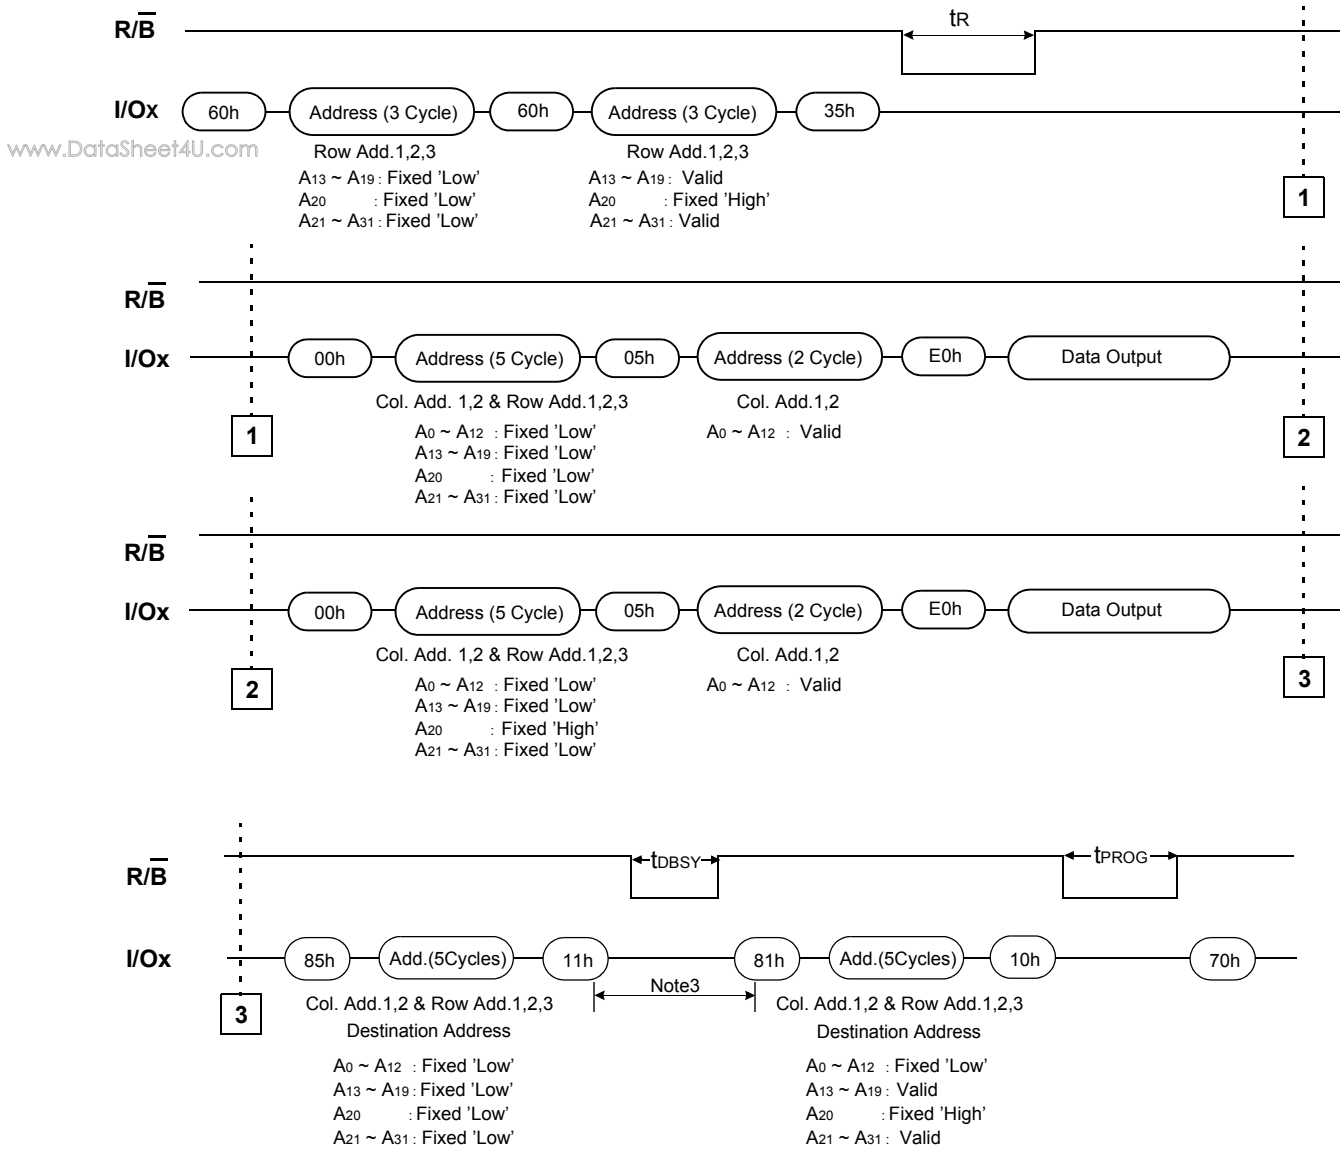 R/B tR
I/Ox 60h Address (3 Cycle) 60h Address (3 Cycle) 35h
www.DataSheet4U.com
Row Add.1,2,3 Row Add.1,2,3
A13 ~ A19 : Fixed 'Low' A13 ~ A19 : Valid
A20 : Fixed 'Low' A20 : Fixed 'High'
A21 ~ A31 : Fixed 'Low' A21 ~ A31 : Valid
1
R/B
I/Ox 00h Address (5 Cycle) 05h Address (2 Cycle) E0h Data Output
Col. Add. 1,2 & Row Add.1,2,3 Col. Add.1,2
1 A0 ~ A12 : Fixed 'Low' A0 ~ A12 : Valid 2
A13 ~ A19 : Fixed 'Low'
A20 : Fixed 'Low'
A21 ~ A31 : Fixed 'Low'
R/B
I/Ox 00h Address (5 Cycle) 05h Address (2 Cycle) E0h Data Output
Col. Add. 1,2 & Row Add.1,2,3 Col. Add.1,2
2 A0 ~ A12 : Fixed 'Low' A0 ~ A12 : Valid 3
A13 ~ A19 : Fixed 'Low'
A20 : Fixed 'High'
A21 ~ A31 : Fixed 'Low'
R/B tDBSY tPROG
I/Ox 85h Add.(5Cycles) 11h 81h Add.(5Cycles) 10h 70h
Note3
3 Col. Add.1,2 & Row Add.1,2,3 Col. Add.1,2 & Row Add.1,2,3
Destination Address Destination Address
A0 ~ A12 : Fixed 'Low' A0 ~ A12 : Fixed 'Low'
A13 ~ A19 : Fixed 'Low' A13 ~ A19 : Valid
A20 : Fixed 'Low' A20 : Fixed 'High'
A21 ~ A31 : Fixed 'Low' A21 ~ A31 : Valid